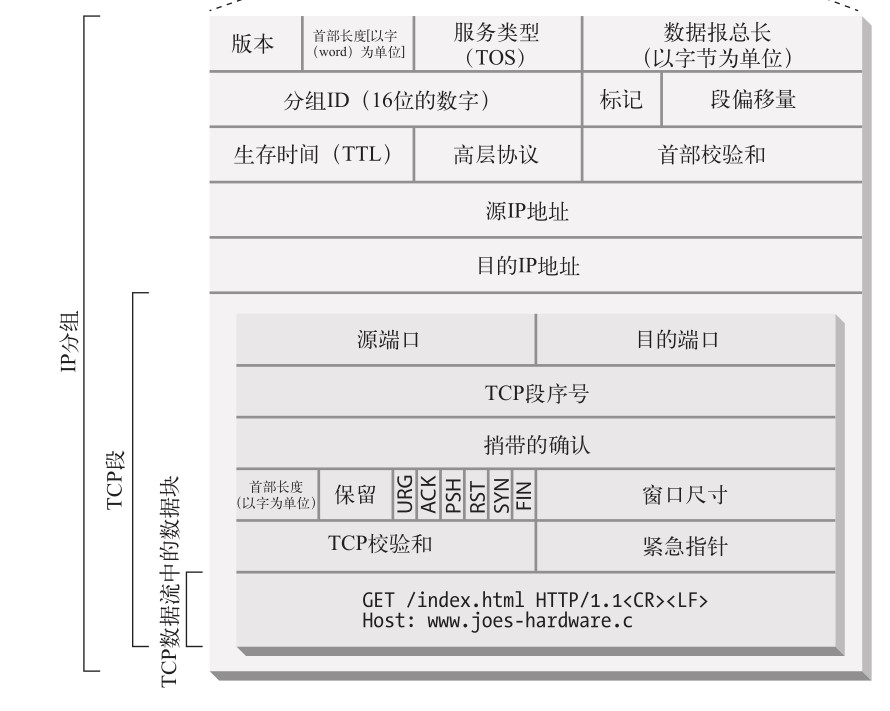 版本
首部长度[以字
（word）为单位]
服务类型
（TOS）
数据报总长
（以字节为单位）
分组ID（16位的数字）
标记
段偏移量
生存时间（TTL）
高层协议
首部校验和
源IP地址
目的IP地址
IP分组
TCP段
TCP数据流中的数据块
源端口
目的端口
TCP段序号
捎带的确认
首部长度
(以字为单位)
保留
URG
ACK
PSH
RST
SYN
FIN
窗口尺寸
TCP校验和
紧急指针
GET /index.html HTTP/1.1<CR><LF>
Host: www.joes-hardware.c